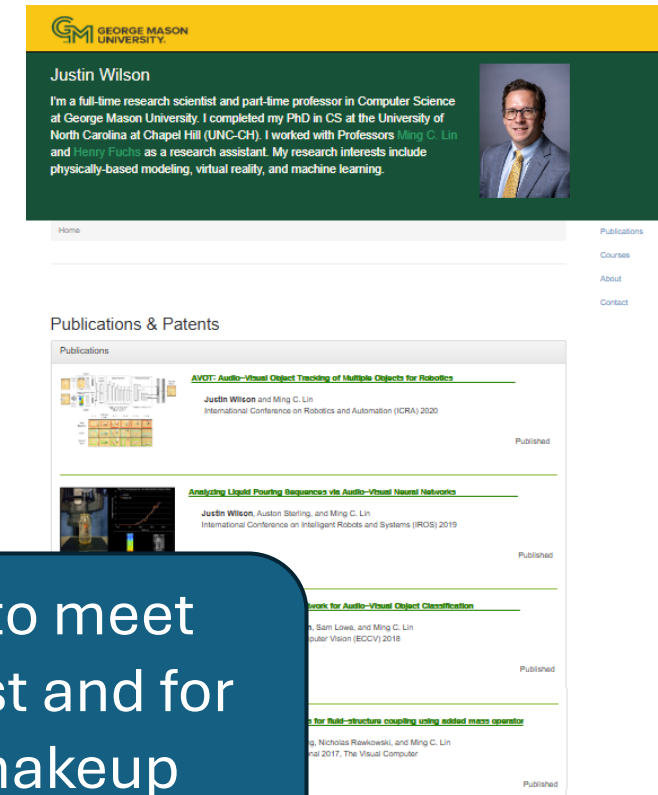 GEORGE MASON
UNIVERSITY.
Justin Wilson
I'm a full-time research scientist and part-time professor in Computer Science
at George Mason University. I completed my PhD in CS at the University of
North Carolina at Chapel Hill (UNC-CH). I worked with Professors Ming C. Lin
and Henry Fuchs as a research assistant. My research interests include
physically-based modeling, virtual reality, and machine learning.
Home
Publications
Courses
About
Contact
Publications & Patents
Publications
AVOT: Audio-Visual Object Tracking of Multiple Objects for Robotics
Justin Wilson and Ming C. Lin
International Conference on Robotics and Automation (ICRA) 2020
Published
Analyzing Liquid Pouring Sequences via Audio-Visual Neural Networks
Justin Wilson, Auston Sterling, and Ming C. Lin
International Conference on Intelligent Robots and Systems (IROS) 2019
Published
for Audio-Visual Object Classification
Sam Lowe, and Ming C. Lin
Vision (ECCV) 2018
Published
for fluid-structure coupling using added mass operator
Nicholas Rewkowski, and Ming C. Lin
2017, The Visual Computer
Published
to meet
and for
makeup